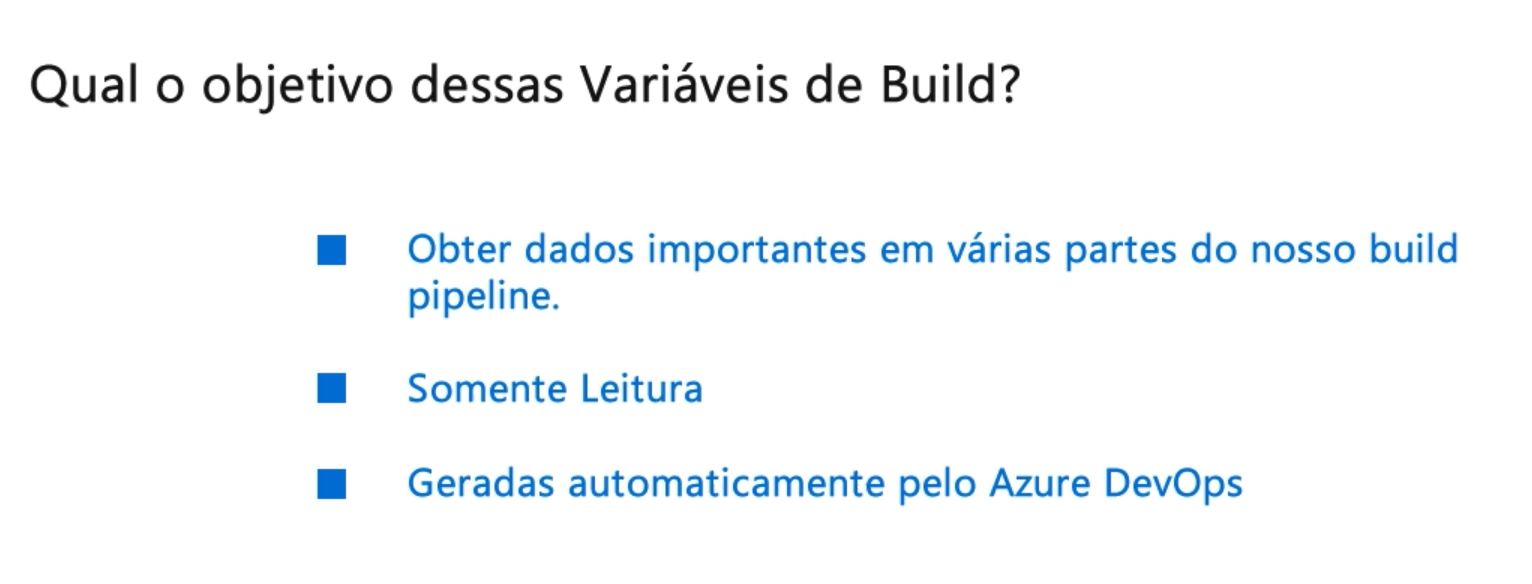 Qual o objetivo dessas Variáveis de Build?
Obter dados importantes em várias partes do nosso build
pipeline.
Somente Leitura
Geradas automaticamente pelo Azure DevOps